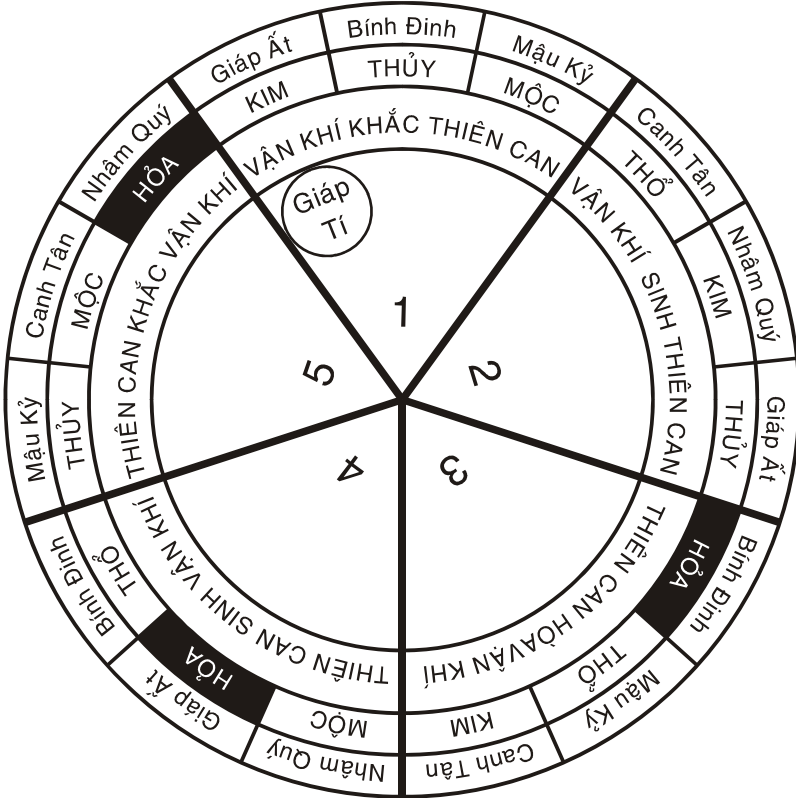 Giáp Ất
Bính Đinh
Mậu Kỷ
KIM
THỦY
MỘC
VẬN KHÍ KHẮC THIÊN CAN
Giáp
Tí
1
Canh Tân
Nhâm Quý
Giáp Ất
THỔ
KIM
THỦY
VẬN KHÍ SINH THIÊN CAN
2
Bính Đinh
Mậu Kỷ
Canh Tân
HỎA
THỔ
KIM
THIÊN CAN HÒAVẬN KHÍ
3
Nhâm Quý
Giáp Ất
Bính Đinh
MỘC
HỎA
THỔ
THIÊN CAN SINH VẬN KHÍ
4
Mậu Kỷ
Canh Tân
Nhâm Quý
THỦY
MỘC
HỎA
THIÊN CAN KHẮC VẬN KHÍ
5